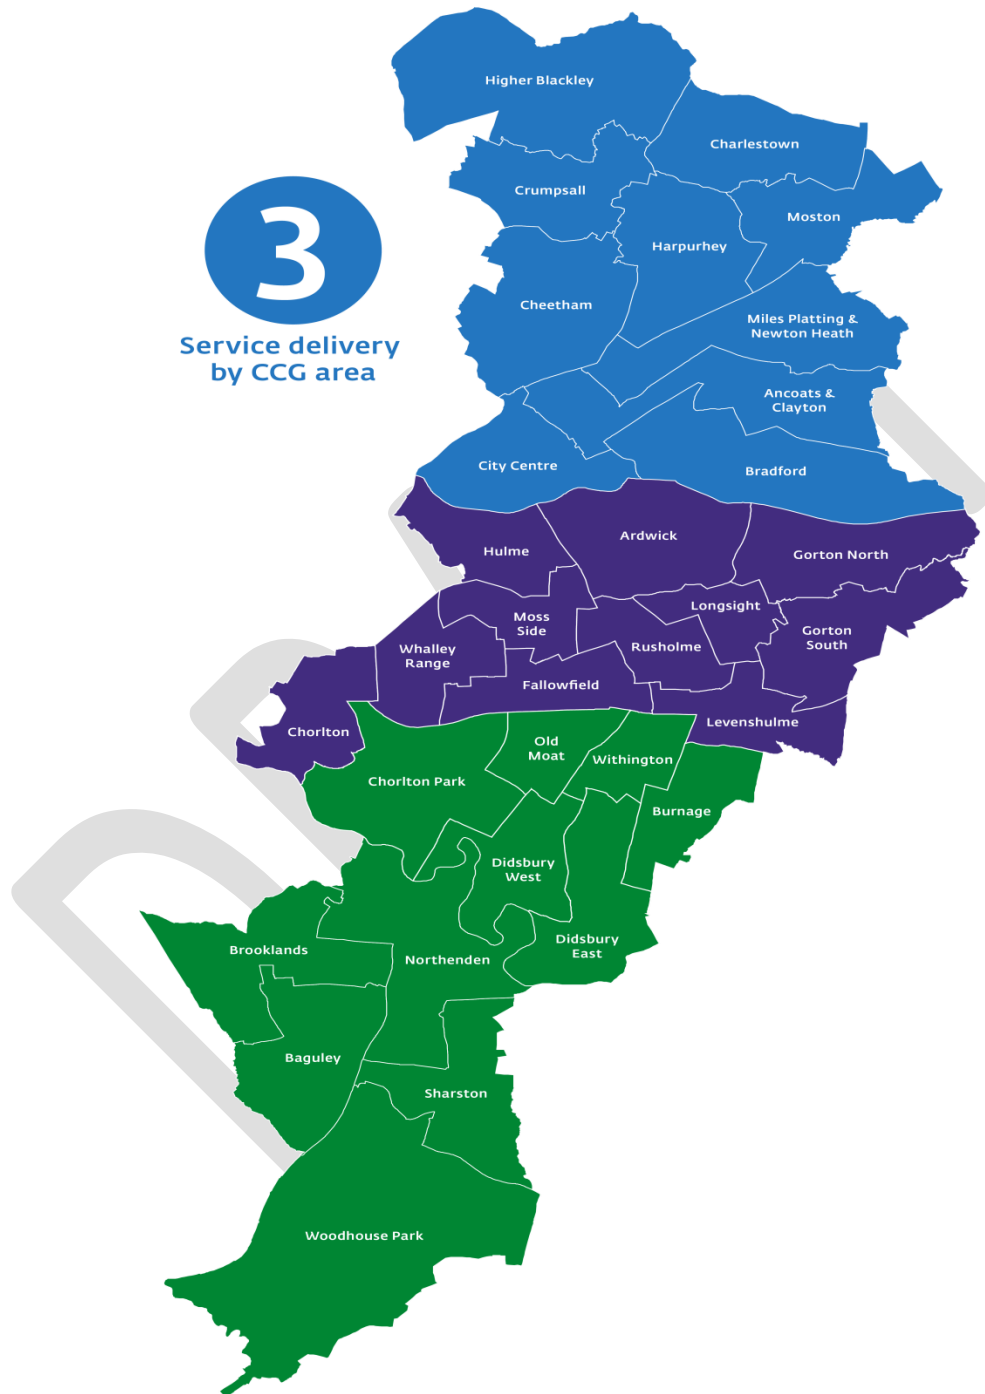 Higher Blackley
Charlestown
Crumpsall
Moston
Harpurhey
3
Service delivery
by CCG area
Cheetham
Miles Platting &
Newton Heath
Ancoats &
Clayton
City Centre
Bradford
Ardwick
Hulme
Gorton North
Longsight
Moss
Side
Gorton
South
Rusholme
Whalley
Range
Fallowfield
Levenshulme
Chorlton
Old
Moat
Withington
Chorlton Park
Burnage
Didsbury
West
Didsbury
East
Brooklands
Northenden
Baguley
Sharston
Woodhouse Park